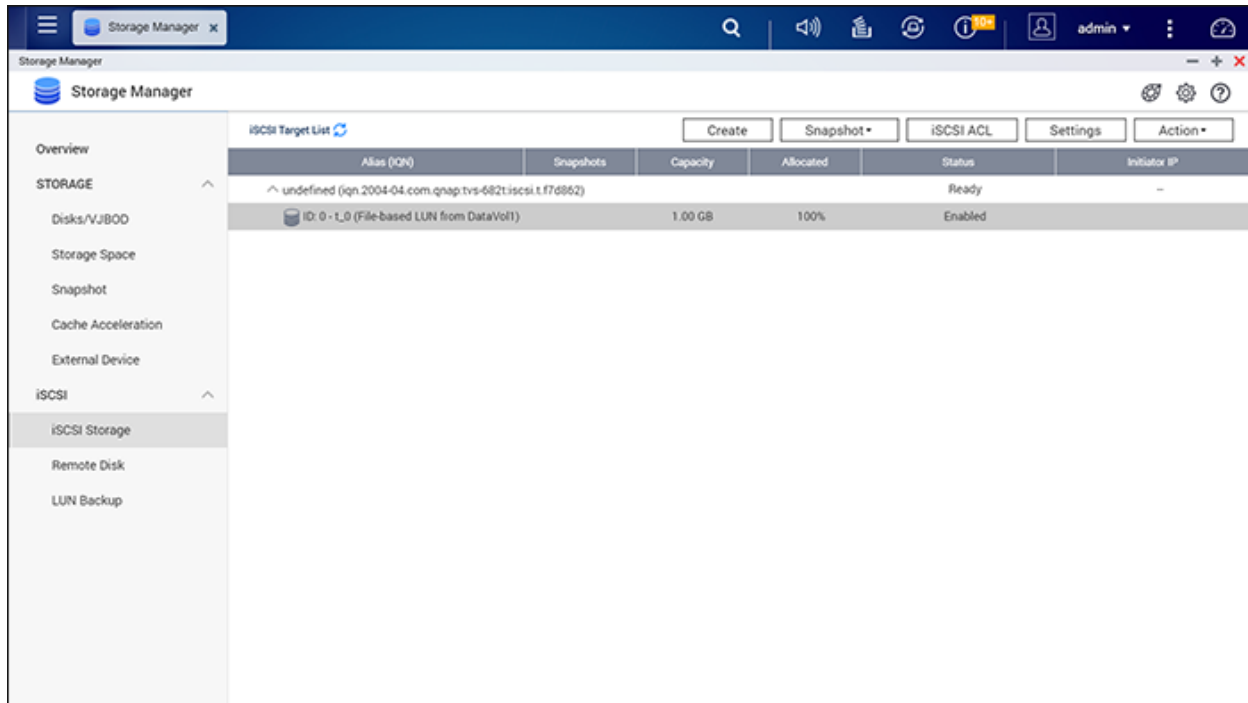 Storage Manager x
10+
admin
Storage Manager
Storage Manager
Overview
STORAGE
Disks/VJBOD
Storage Space
Snapshot
Cache Acceleration
External Device
iSCSI
iSCSI Storage
Remote Disk
LUN Backup
iSCSI Target List
Create Snapshot iSCSI ACL Settings Action
Alias (IQN) Snapshots Capacity Allocated Status Initiator IP
undefined (iqn.2004-04.com.qnap:tvs-682t:iscsi.t.f7d862) Ready --
ID: 0 - t_0 (File-based LUN from DataVol1) 1.00 GB 100% Enabled